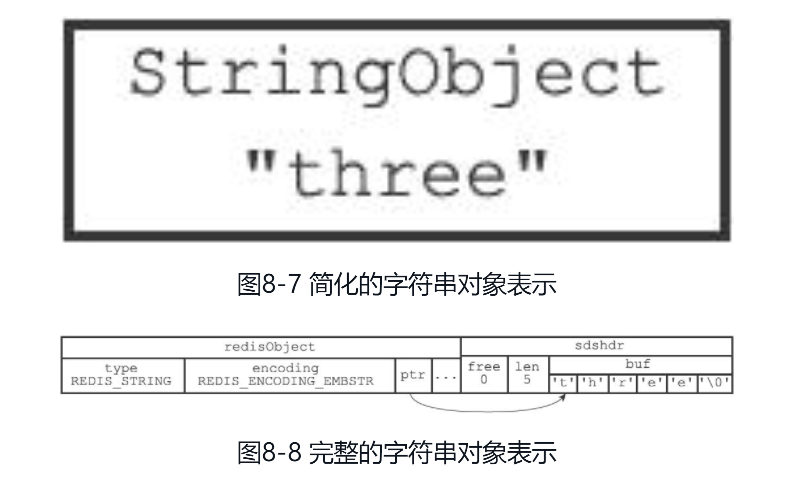 StringObject
"three"
图8-7 简化的字符串对象表示
redisObject
sdshdr
type
REDIS_STRING
encoding
REDIS_ENCODING_EMBSTR
ptr
...
free
0
len
5
buf
't' 'h' 'r' 'e' 'e' '\0'
图8-8 完整的字符串对象表示